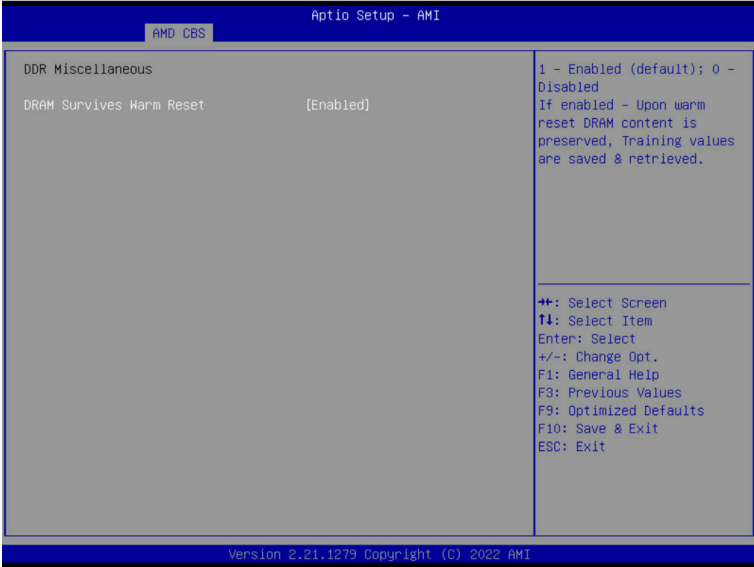 Aptio Setup – AMI
AMD CBS
DDR Miscellaneous
DRAM Survives Warm Reset [Enabled]
1 – Enabled (default); 0 –
Disabled
If enabled – Upon warm
reset DRAM content is
preserved, Training values
are saved & retrieved.
→←: Select Screen
↑↓: Select Item
Enter: Select
+/-: Change Opt.
F1: General Help
F3: Previous Values
F9: Optimized Defaults
F10: Save & Exit
ESC: Exit
Version 2.21.1279 Copyright (C) 2022 AMI